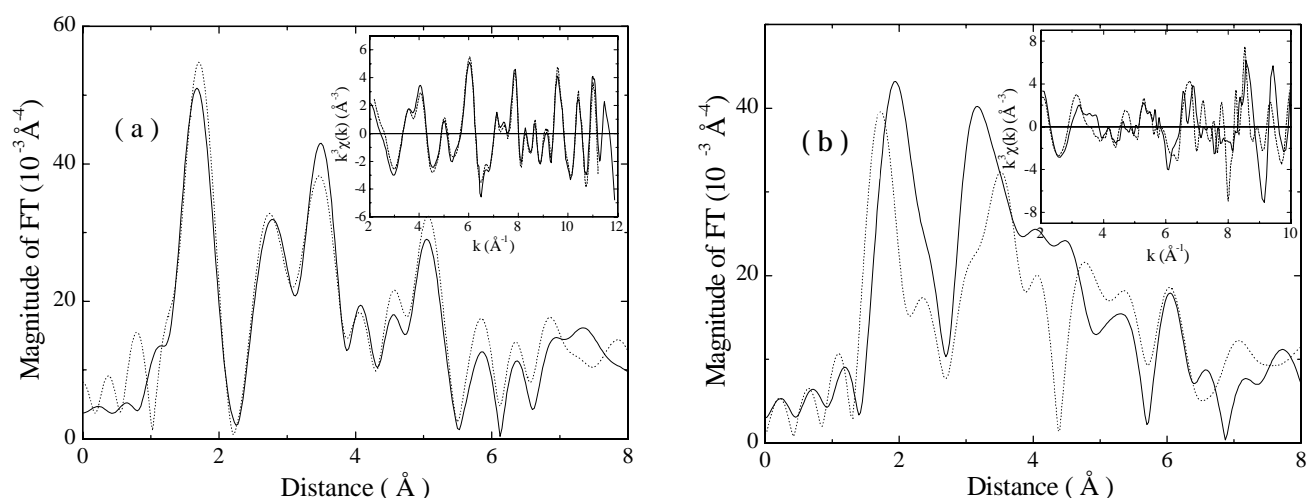 60
40
20
0
Magnitude of FT (10⁻³ Å⁻⁴)
( a )
6
4
2
0
-2
-4
-6
k³χ(k) (Å⁻³)
2 4 6 8 10 12
k (Å⁻¹)
0 2 4 6 8
Distance ( Å )
40
20
0
Magnitude of FT (10⁻³ Å⁻⁴)
( b )
8
4
0
-4
-8
k³χ(k) (Å⁻³)
2 4 6 8 10
k (Å⁻¹)
0 2 4 6 8
Distance ( Å )